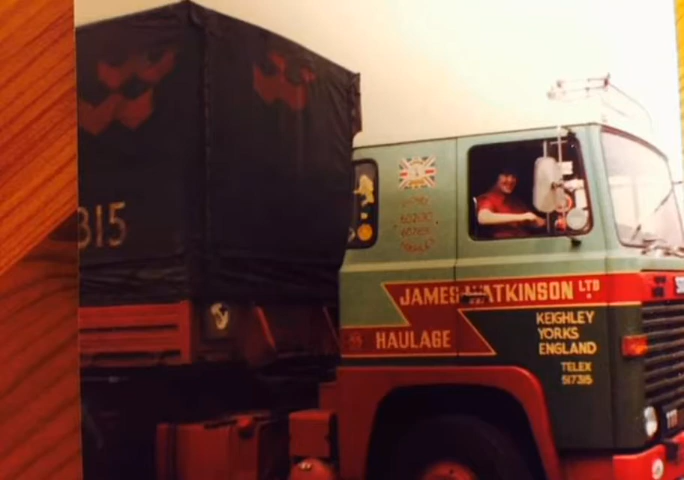 315
JAMES WATKINSON LTD
HAULAGE
KEIGHLEY
YORKS
ENGLAND
TELEX
517315